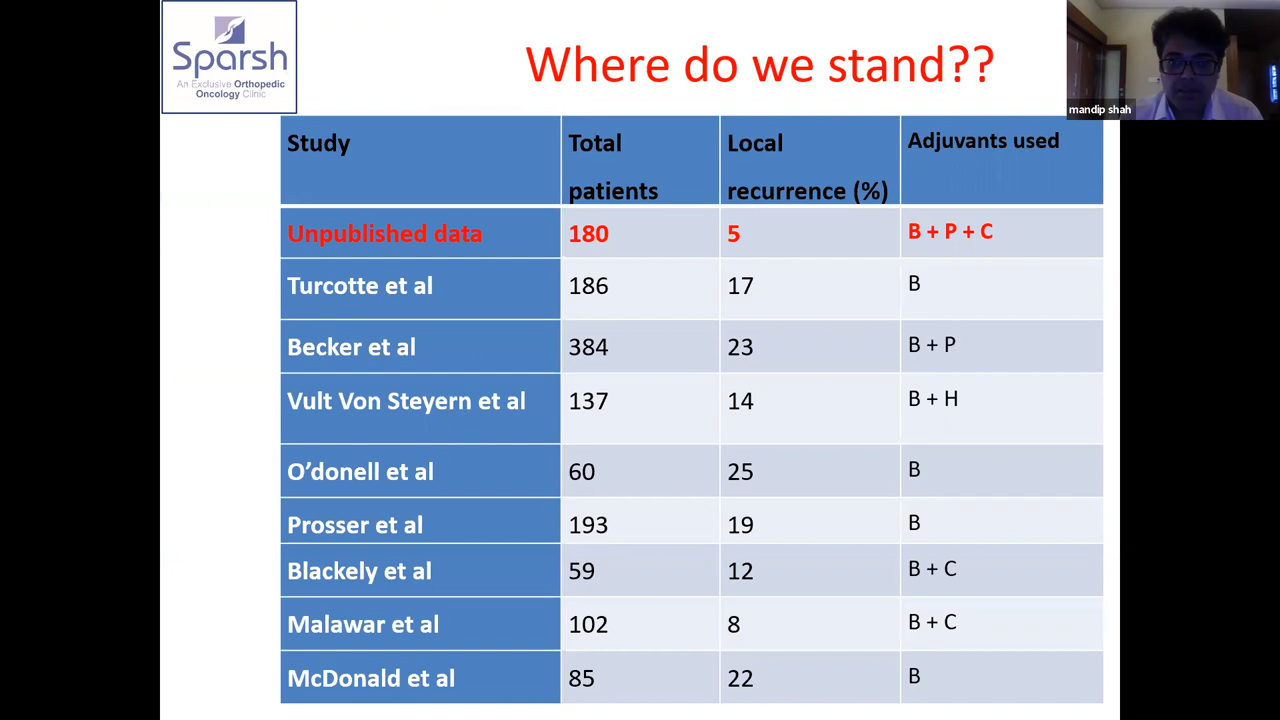 Sparsh
An Exclusive Orthopedic
Oncology Clinic
Where do we stand??
mandip shah
Study Total patients Local recurrence (%) Adjuvants used
Unpublished data 180 5 B + P + C
Turcotte et al 186 17 B
Becker et al 384 23 B + P
Vult Von Steyern et al 137 14 B + H
O’donell et al 60 25 B
Prosser et al 193 19 B
Blackely et al 59 12 B + C
Malawar et al 102 8 B + C
McDonald et al 85 22 B